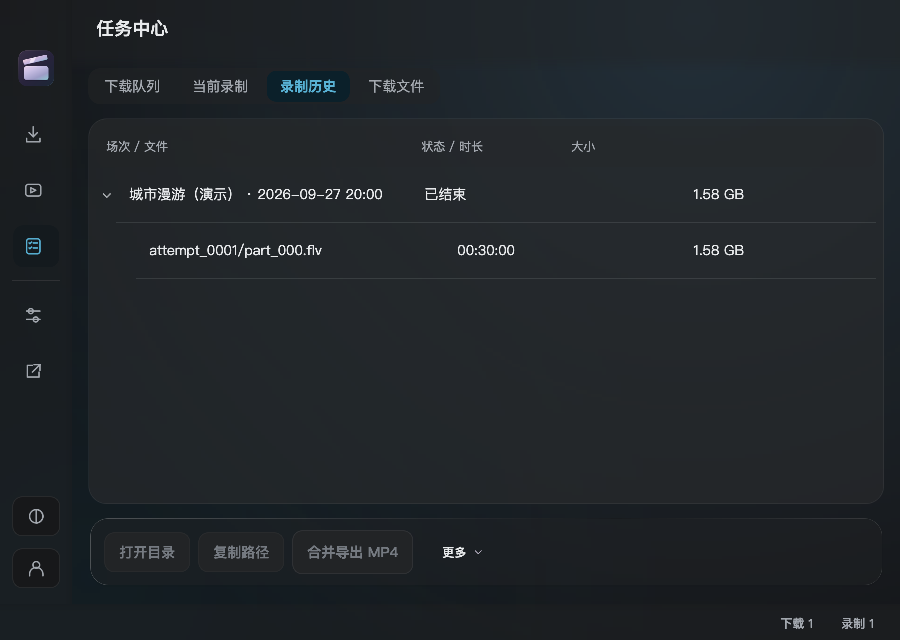 任务中心
下载队列 当前录制 录制历史 下载文件
场次 / 文件 状态 / 时长 大小
城市漫游（演示） · 2026-09-27 20:00 已结束 1.58 GB
attempt_0001/part_000.flv 00:30:00 1.58 GB
打开目录 复制路径 合并导出 MP4 更多
下载 1 录制 1